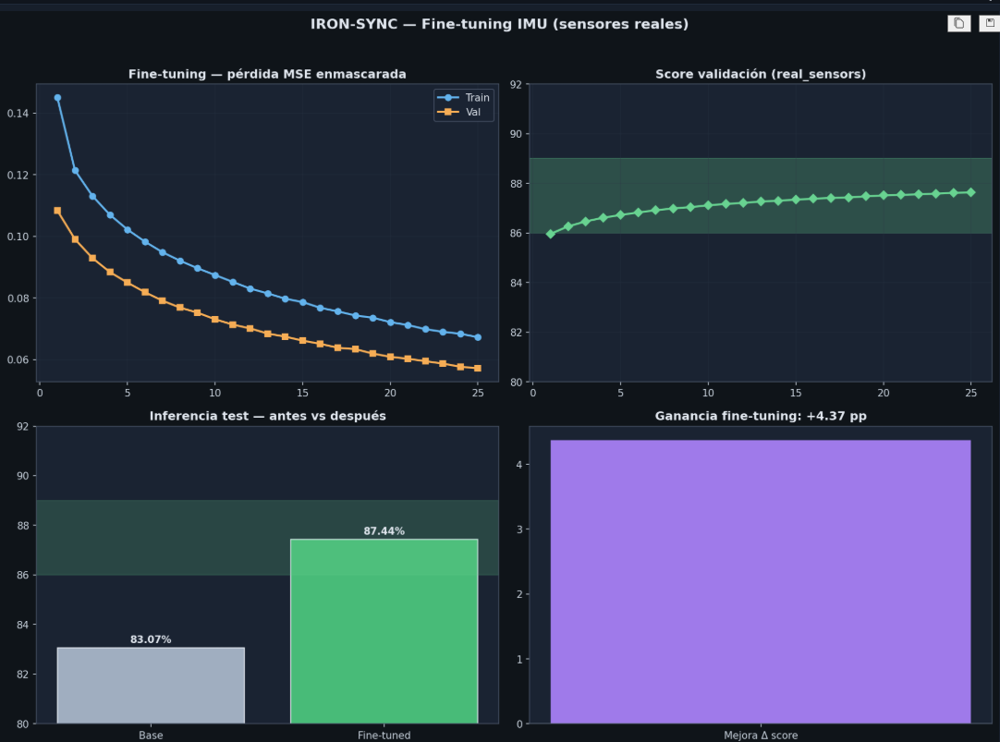 IRON-SYNC — Fine-tuning IMU (sensores reales)
Fine-tuning — pérdida MSE enmascarada
Train
Val
0.14
0.12
0.10
0.08
0.06
0 5 10 15 20 25
Score validación (real_sensors)
92
90
88
86
84
82
80
0 5 10 15 20 25
Inferencia test — antes vs después
92
90
88
86
84
82
80
83.07%
87.44%
Base Fine-tuned
Ganancia fine-tuning: +4.37 pp
4
3
2
1
0
Mejora Δ score